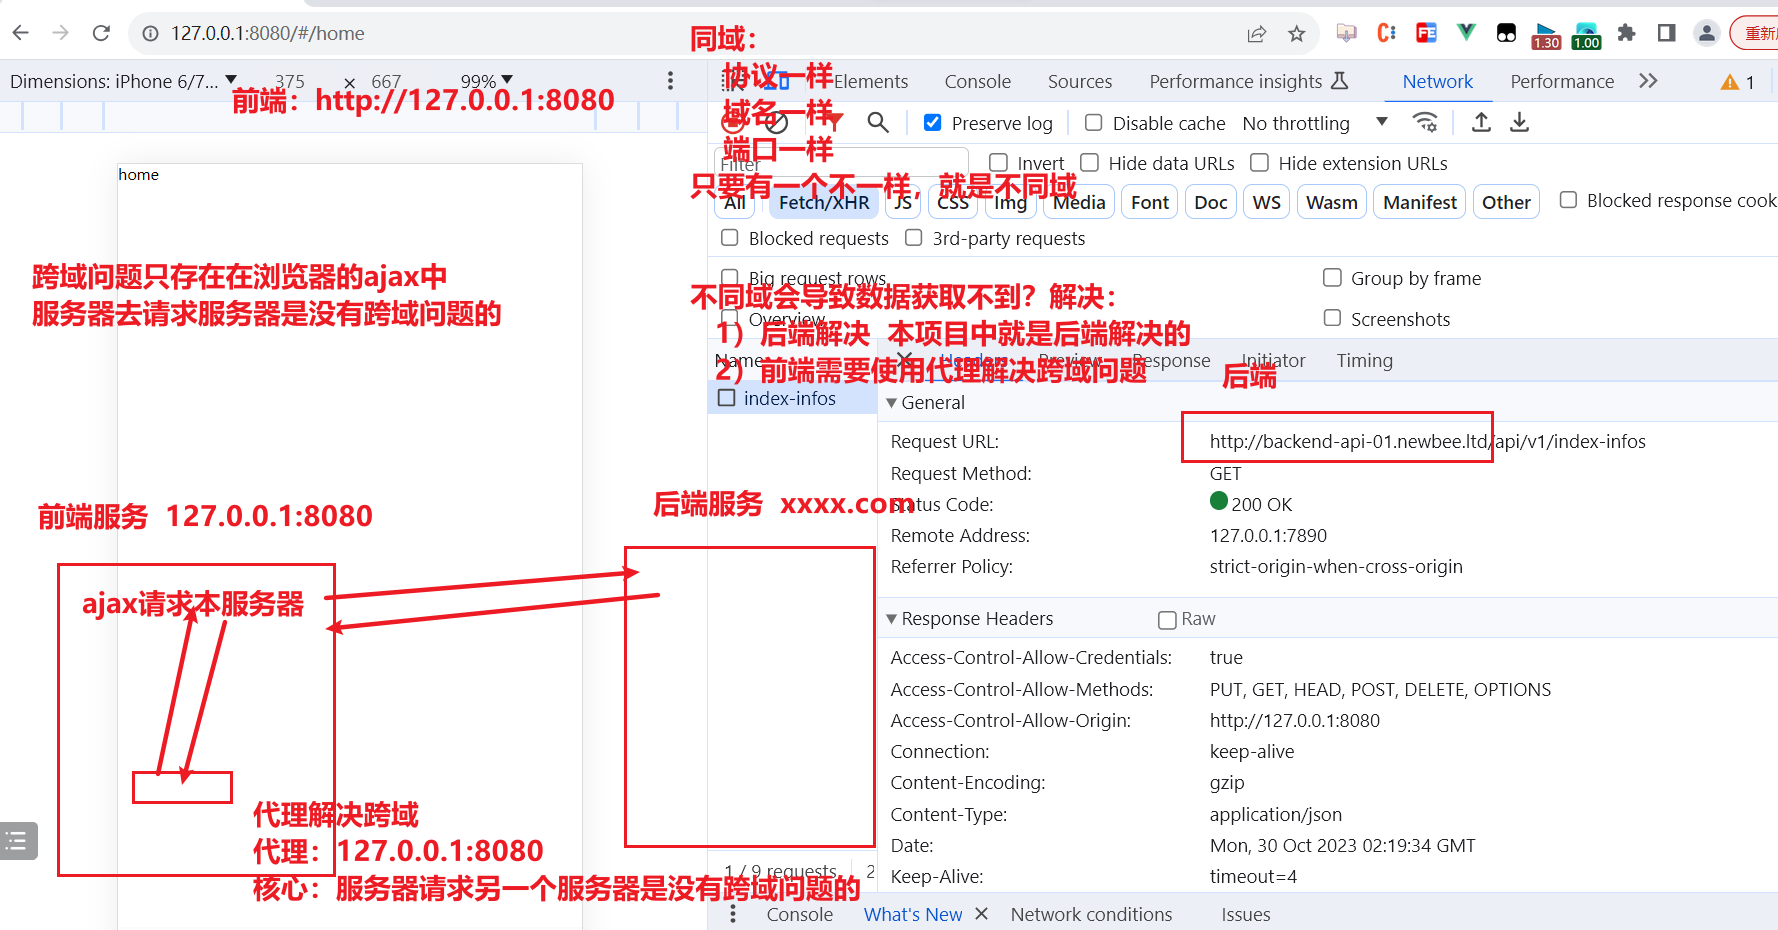 127.0.0.1:8080/#/home
1.30
1.00
重新
同域：
Dimensions: iPhone 6/7...
375
×
667
99%
前端：http://127.0.0.1:8080
协议一样
Elements
Console
Sources
Performance insights
Network
Performance
1
域名一样
Preserve log
Disable cache
No throttling
端口一样
Filter
Invert
Hide data URLs
Hide extension URLs
只要有一个不一样，就是不同域
All
Fetch/XHR
JS
CSS
Img
Media
Font
Doc
WS
Wasm
Manifest
Other
Blocked response cook
Blocked requests
3rd-party requests
home
Big request rows
Group by frame
跨域问题只存在在浏览器的ajax中
服务器去请求服务器是没有跨域问题的
不同域会导致数据获取不到？解决：
Overview
Screenshots
1）后端解决 本项目中就是后端解决的
Name
Headers
Preview
Response
Initiator
Timing
2）前端需要使用代理解决跨域问题
后端
index-infos
General
Request URL:
http://backend-api-01.newbee.ltd/api/v1/index-infos
Request Method:
GET
前端服务 127.0.0.1:8080
后端服务 xxxx.com
Status Code:
200 OK
Remote Address:
127.0.0.1:7890
Referrer Policy:
strict-origin-when-cross-origin
ajax请求本服务器
Response Headers
Raw
Access-Control-Allow-Credentials:
true
Access-Control-Allow-Methods:
PUT, GET, HEAD, POST, DELETE, OPTIONS
Access-Control-Allow-Origin:
http://127.0.0.1:8080
Connection:
keep-alive
Content-Encoding:
gzip
Content-Type:
application/json
Date:
Mon, 30 Oct 2023 02:19:34 GMT
Keep-Alive:
timeout=4
代理解决跨域
代理：127.0.0.1:8080
核心：服务器请求另一个服务器是没有跨域问题的
1 / 9 requests
2
Console
What's New
Network conditions
Issues